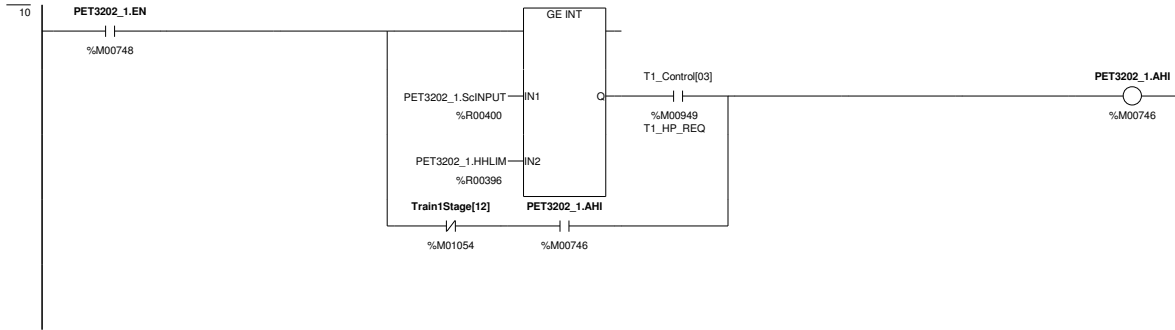 10
PET3202_1.EN
%M00748
GE INT
PET3202_1.ScINPUT
IN1
Q
%R00400
T1_Control[03]
%M00949
T1_HP_REQ
PET3202_1.AHI
%M00746
PET3202_1.HHLIM
IN2
%R00396
Train1Stage[12]
%M01054
PET3202_1.AHI
%M00746